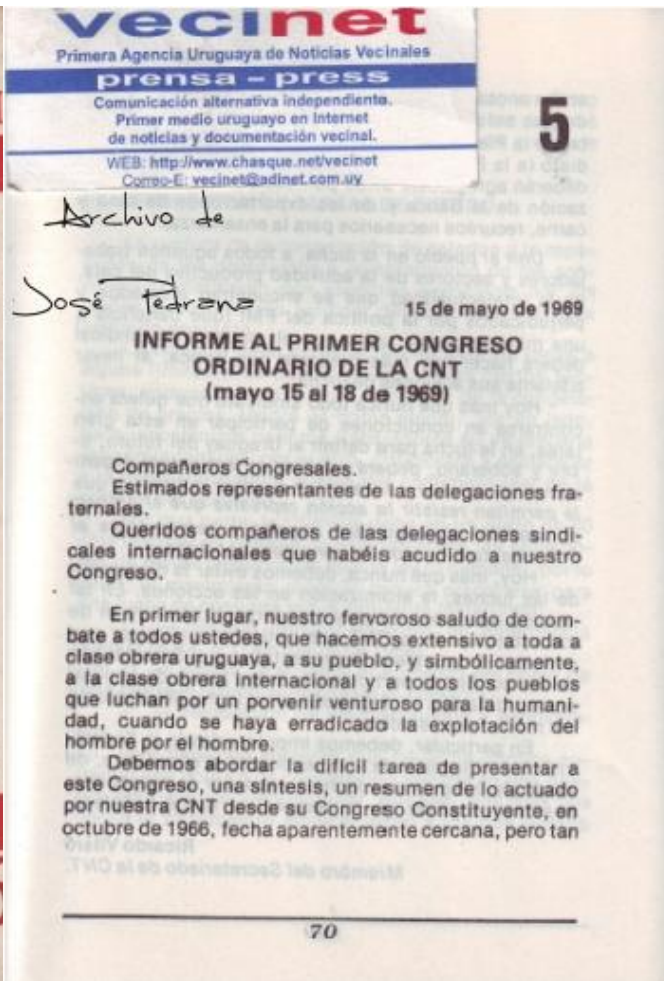 vecinet
Primera Agencia Uruguaya de Noticias Vecinales
prensa – press
Comunicación alternativa independiente.
Primer medio uruguayo en Internet
de noticias y documentación vecinal.
WEB: http://www.chasque.net/vecinet
Correo-E: vecinet@adinet.com.uy
5
Archivo de
José Pedrana
15 de mayo de 1969
INFORME AL PRIMER CONGRESO
ORDINARIO DE LA CNT
(mayo 15 al 18 de 1969)
Compañeros Congresales.
Estimados representantes de las delegaciones fra-
ternales.
Queridos compañeros de las delegaciones sindi-
cales internacionales que habéis acudido a nuestro
Congreso.
En primer lugar, nuestro fervoroso saludo de com-
bate a todos ustedes, que hacemos extensivo a toda a
clase obrera uruguaya, a su pueblo, y simbólicamente,
a la clase obrera internacional y a todos los pueblos
que luchan por un porvenir venturoso para la humani-
dad, cuando se haya erradicado la explotación del
hombre por el hombre.
Debemos abordar la difícil tarea de presentar a
este Congreso, una síntesis, un resumen de lo actuado
por nuestra CNT desde su Congreso Constituyente, en
octubre de 1966, fecha aparentemente cercana, pero tan
70